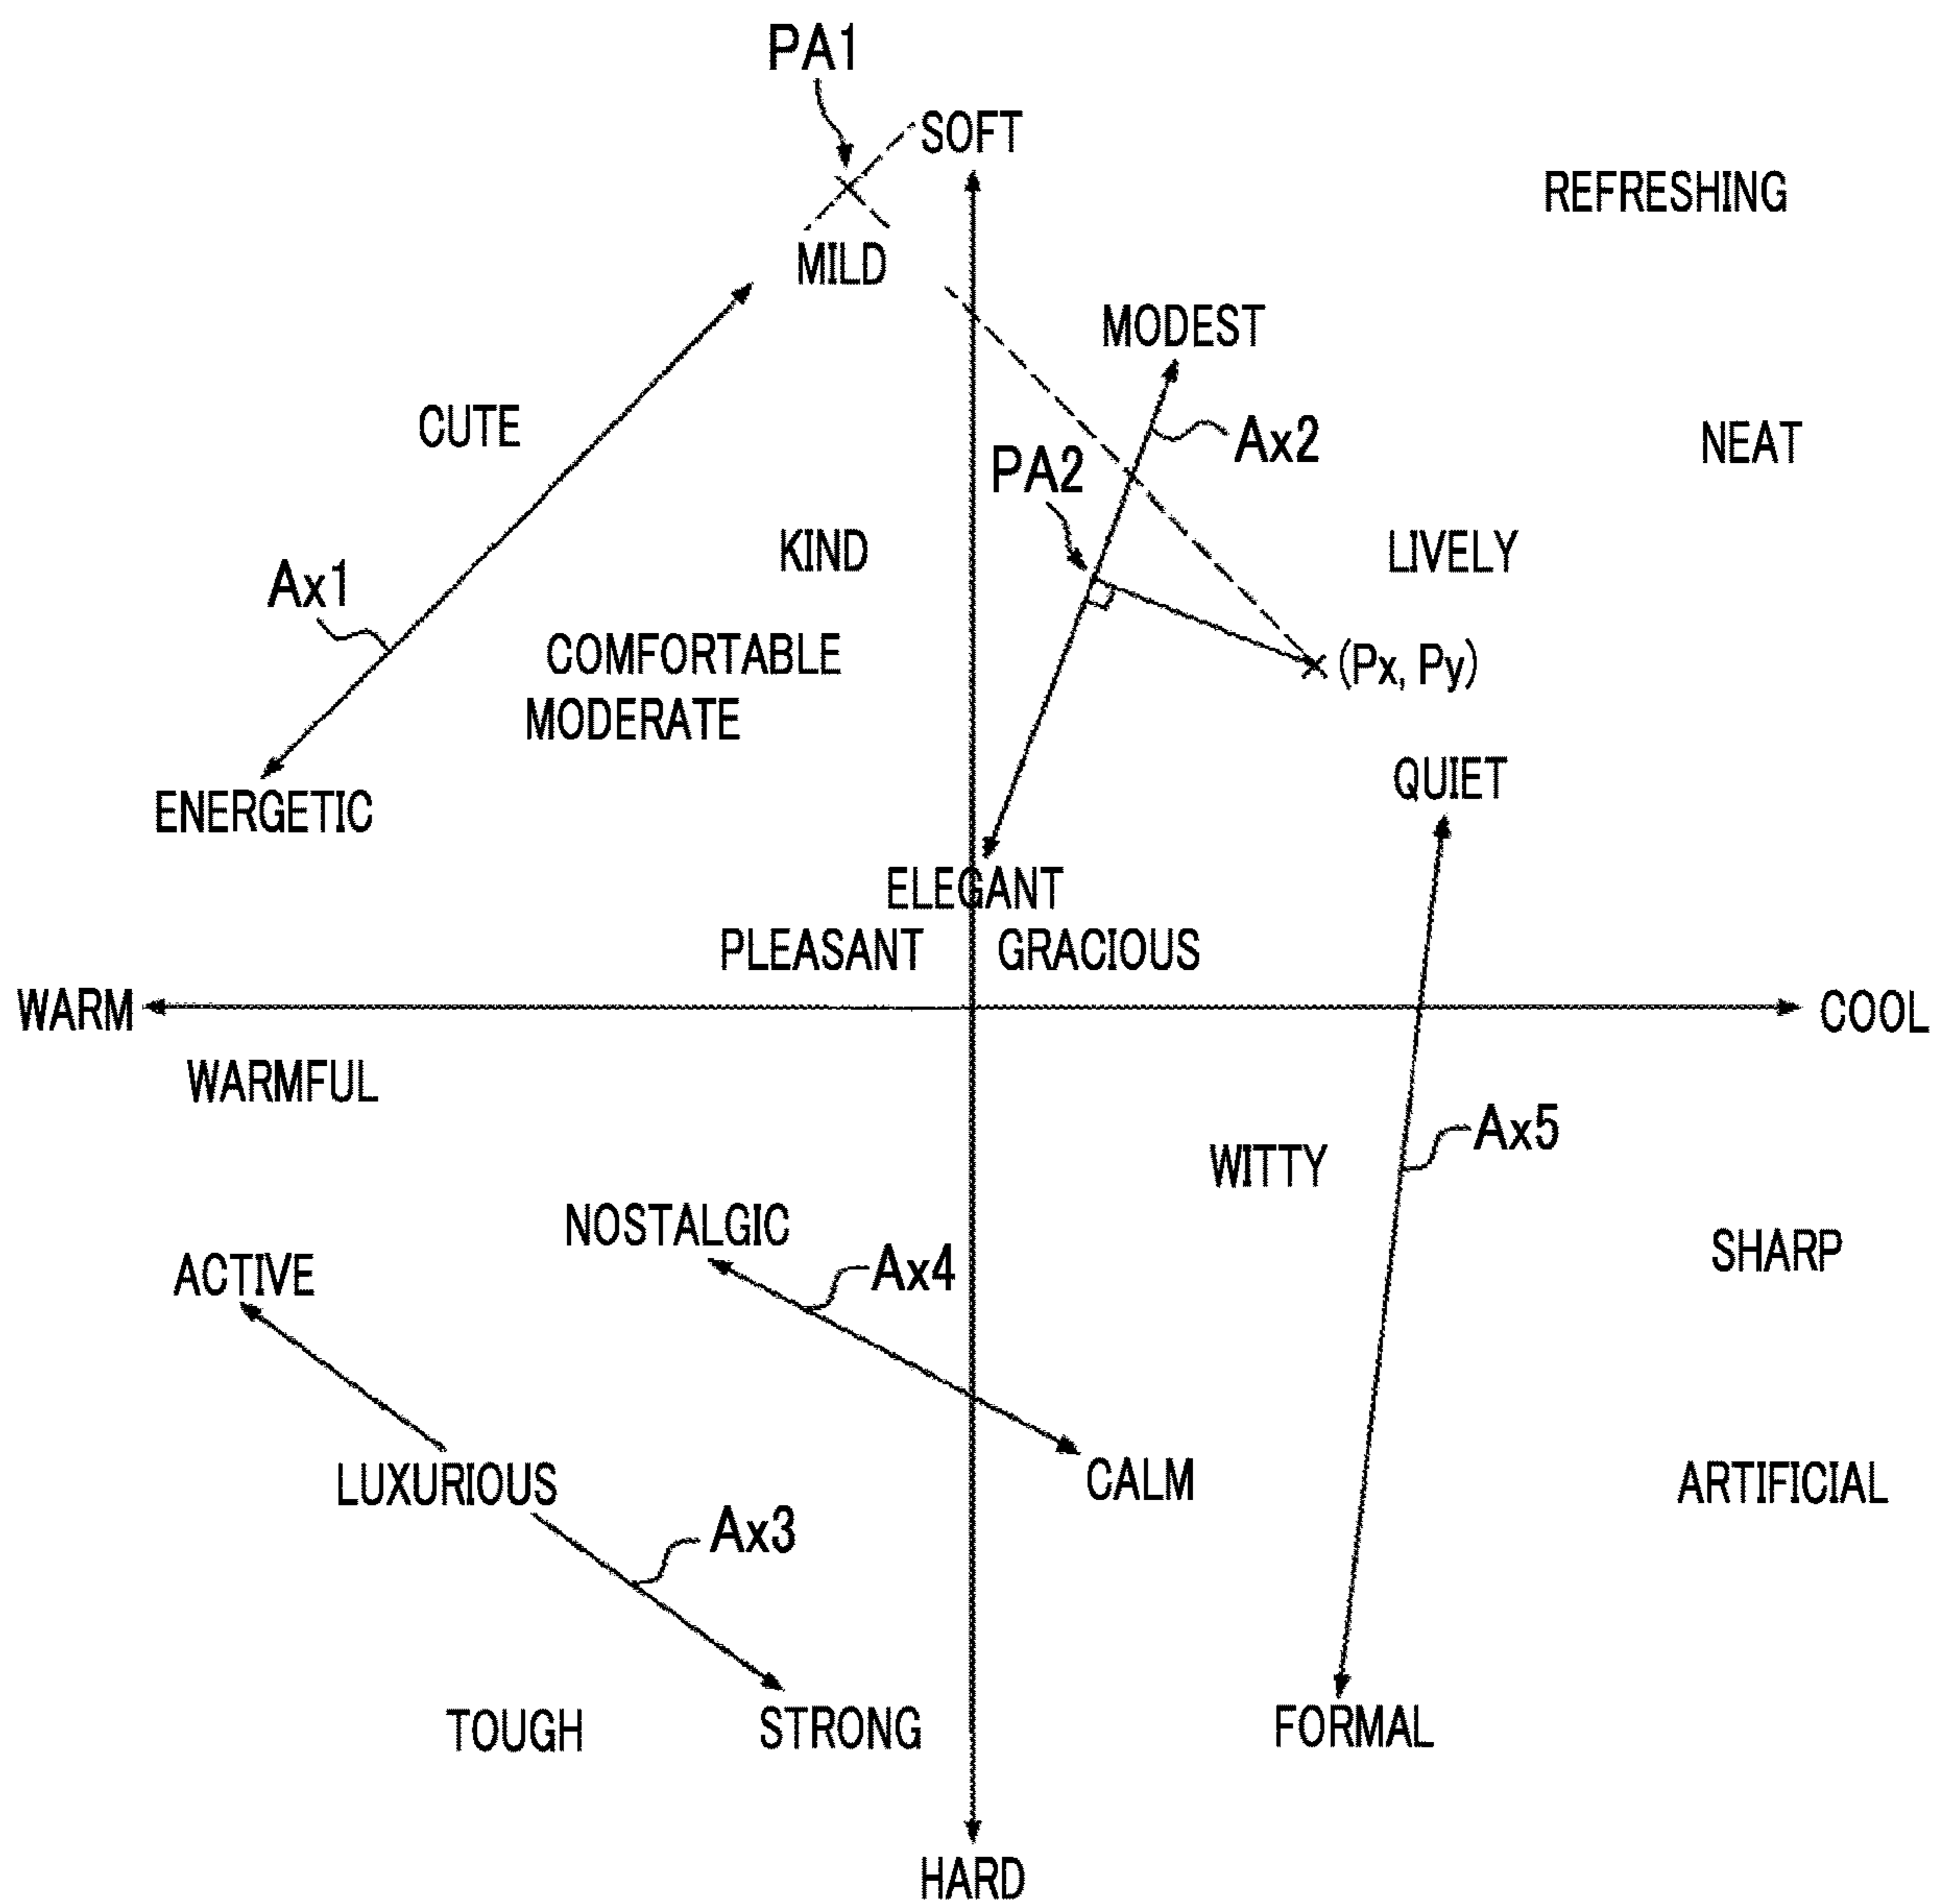 PA1
SOFT
REFRESHING
MILD
MODEST
CUTE
Ax2
NEAT
PA2
KIND
LIVELY
Ax1
COMFORTABLE
(Px, Py)
MODERATE
QUIET
ENERGETIC
ELEGANT
PLEASANT
GRACIOUS
WARM
COOL
WARMFUL
Ax5
WITTY
NOSTALGIC
SHARP
ACTIVE
Ax4
LUXURIOUS
CALM
ARTIFICIAL
Ax3
TOUGH
STRONG
FORMAL
HARD